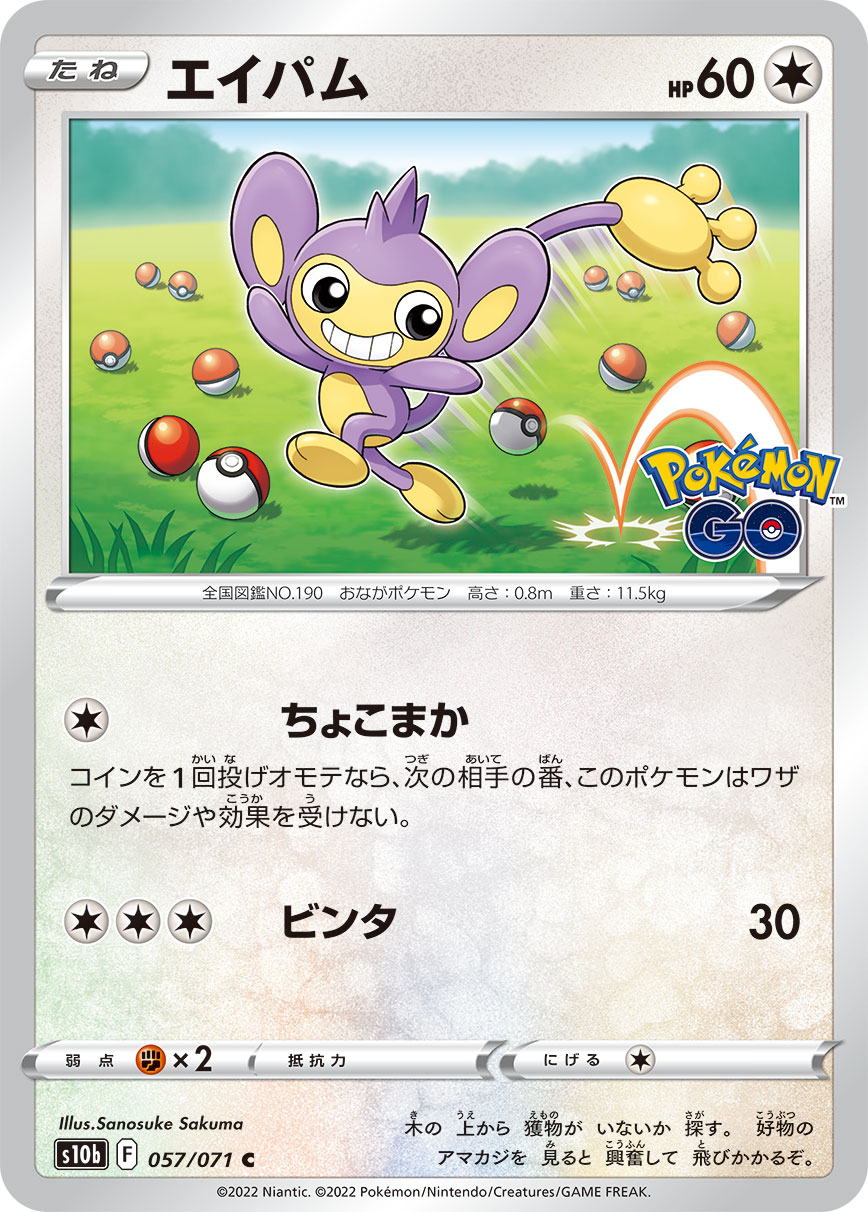 たね エイパム HP60
Pokémon GO ™
全国図鑑NO.190 おながポケモン 高さ：0.8m 重さ：11.5kg
ちょこまか
コインを1回投げオモテなら、次の相手の番、このポケモンはワザ
のダメージや効果を受けない。
ビンタ 30
弱点 ×2 抵抗力 にげる
Illus.Sanosuke Sakuma
木の 上から 獲物が いないか 探す。 好物の
アマカジを 見ると 興奮して 飛びかかるぞ。
s10b F 057/071 C
©2022 Niantic. ©2022 Pokémon/Nintendo/Creatures/GAME FREAK.